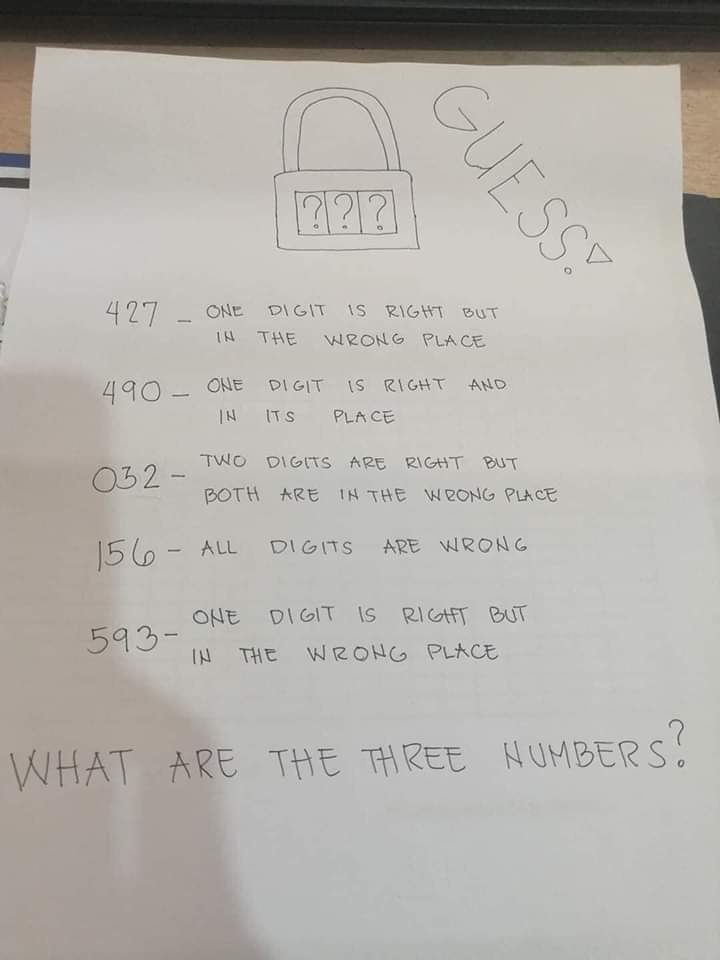 GUESS!
???
427 - ONE DIGIT IS RIGHT BUT
IN THE WRONG PLACE
490 - ONE DIGIT IS RIGHT AND
IN ITS PLACE
032 - TWO DIGITS ARE RIGHT BUT
BOTH ARE IN THE WRONG PLACE
156 - ALL DIGITS ARE WRONG
593 - ONE DIGIT IS RIGHT BUT
IN THE WRONG PLACE
WHAT ARE THE THREE NUMBERS?